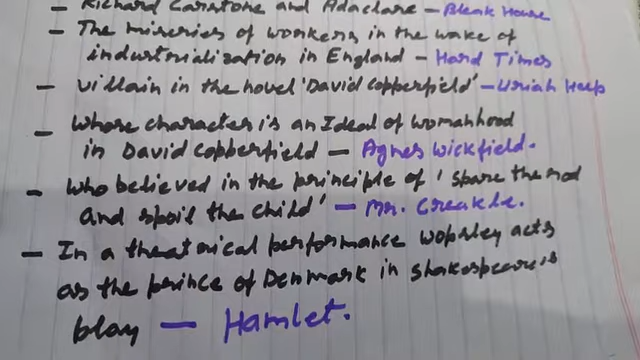 - Richard Carstone and Adaclare - Bleak House
- The miseries of workers in the wake of
industrialization in England - Hard Times
- villain in the novel 'David Copperfield' - Uriah Heep
- Whose character is an Ideal of womanhood
in David Copperfield - Agnes Wickfield.
- Who believed in the principle of 'spare the rod
and spoil the child' - Mr. Creakle.
- In a theatrical performance wopsley acts
as the prince of Denmark in shakespeare's
play - Hamlet.